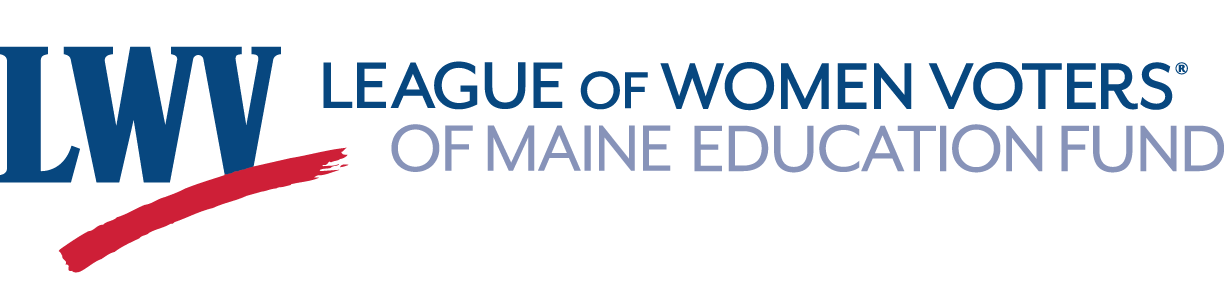 LWV
LEAGUE OF WOMEN VOTERS®
OF MAINE EDUCATION FUND